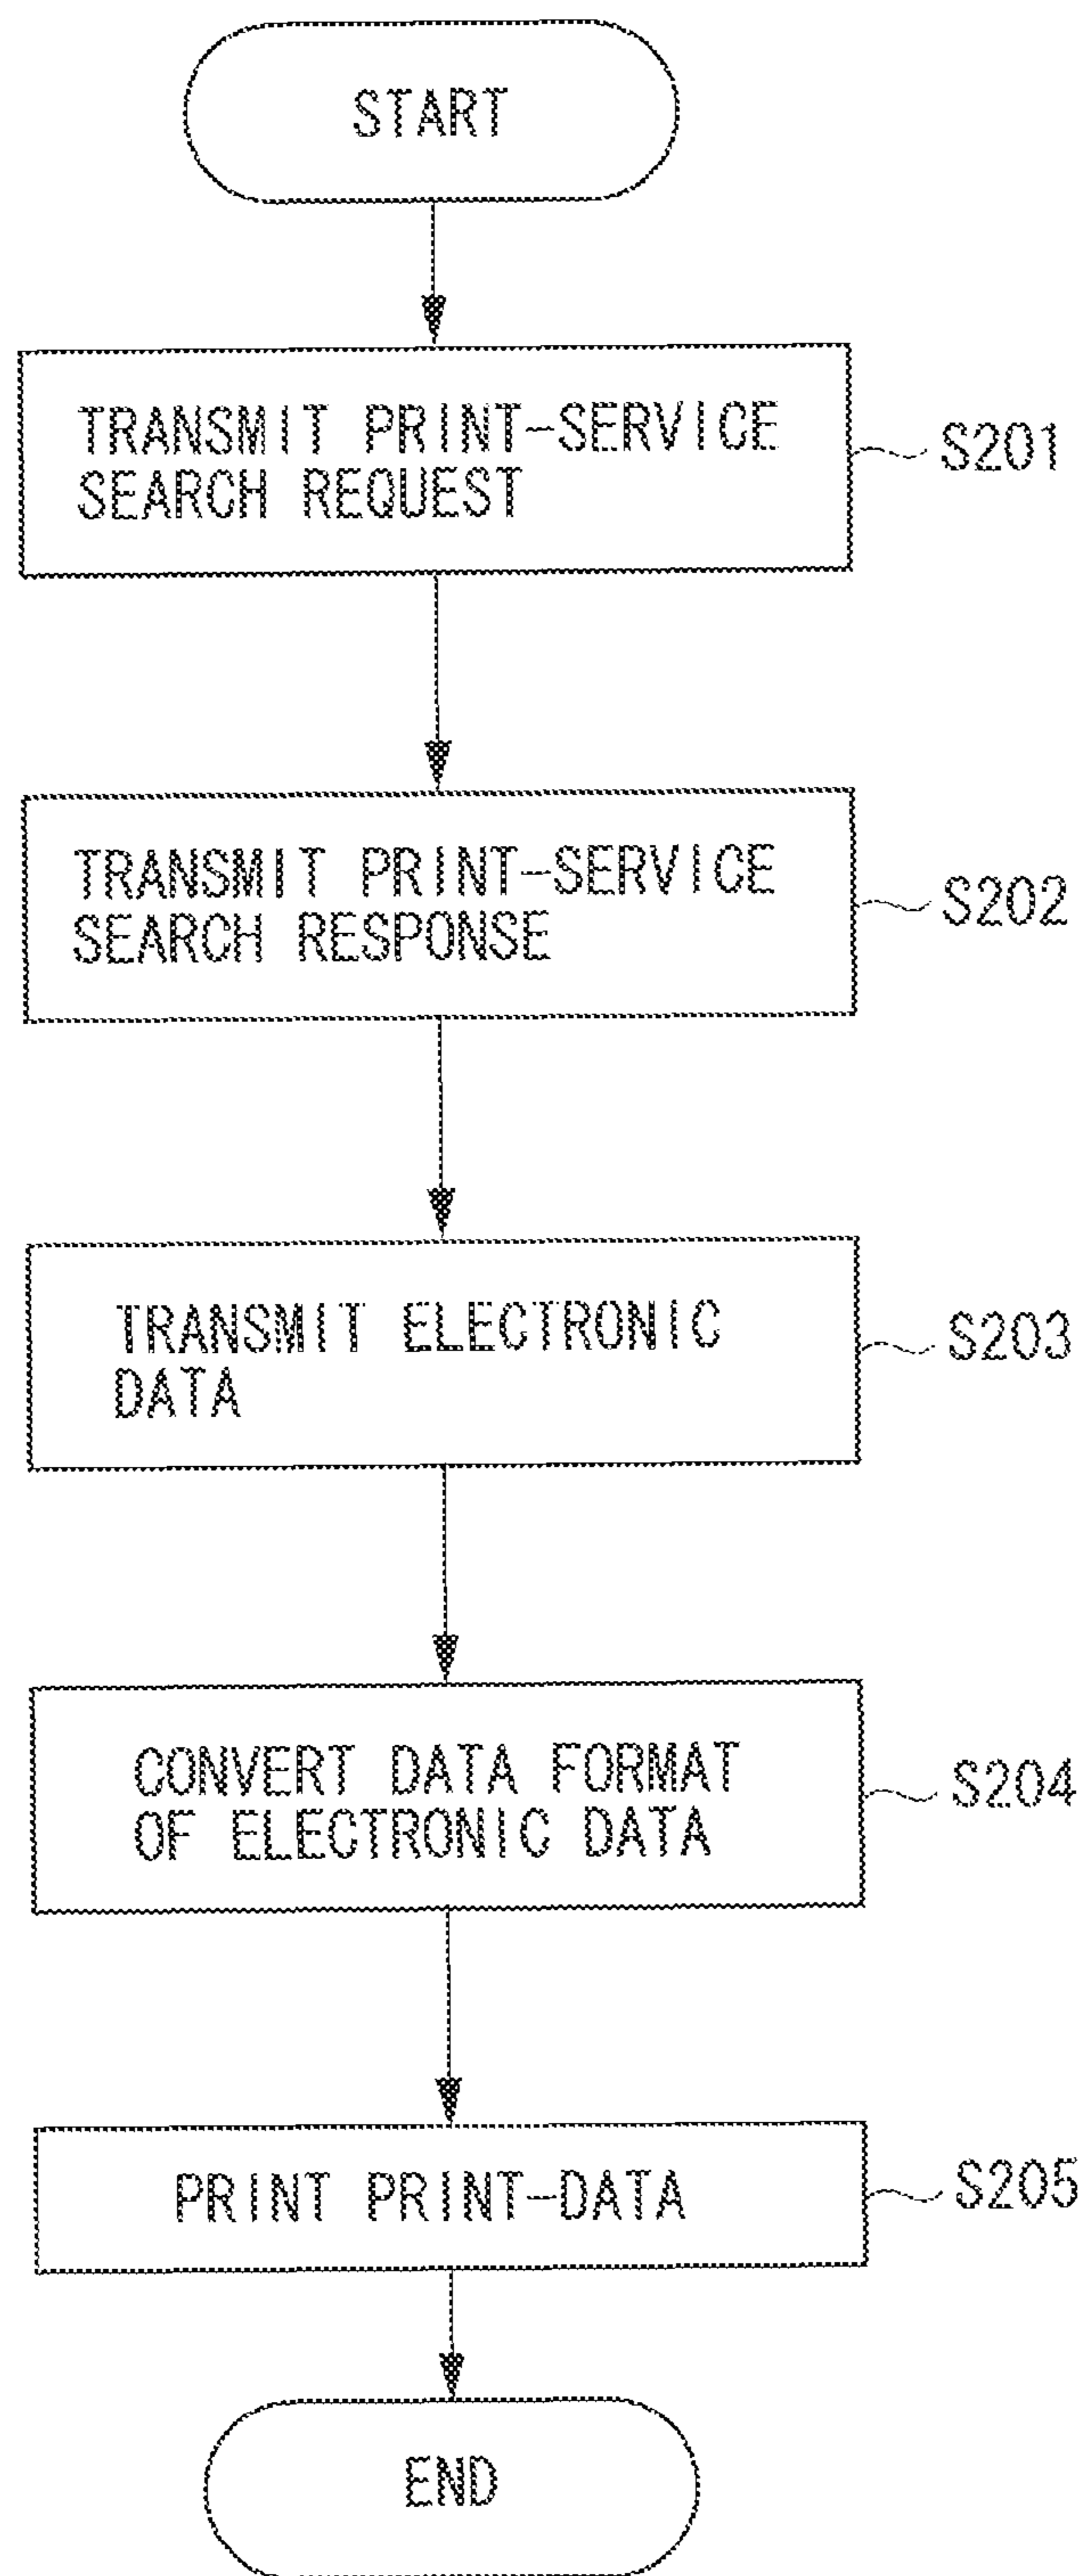 START
TRANSMIT PRINT-SERVICE
SEARCH REQUEST
S201
TRANSMIT PRINT-SERVICE
SEARCH RESPONSE
S202
TRANSMIT ELECTRONIC
DATA
S203
CONVERT DATA FORMAT
OF ELECTRONIC DATA
S204
PRINT PRINT-DATA
S205
END